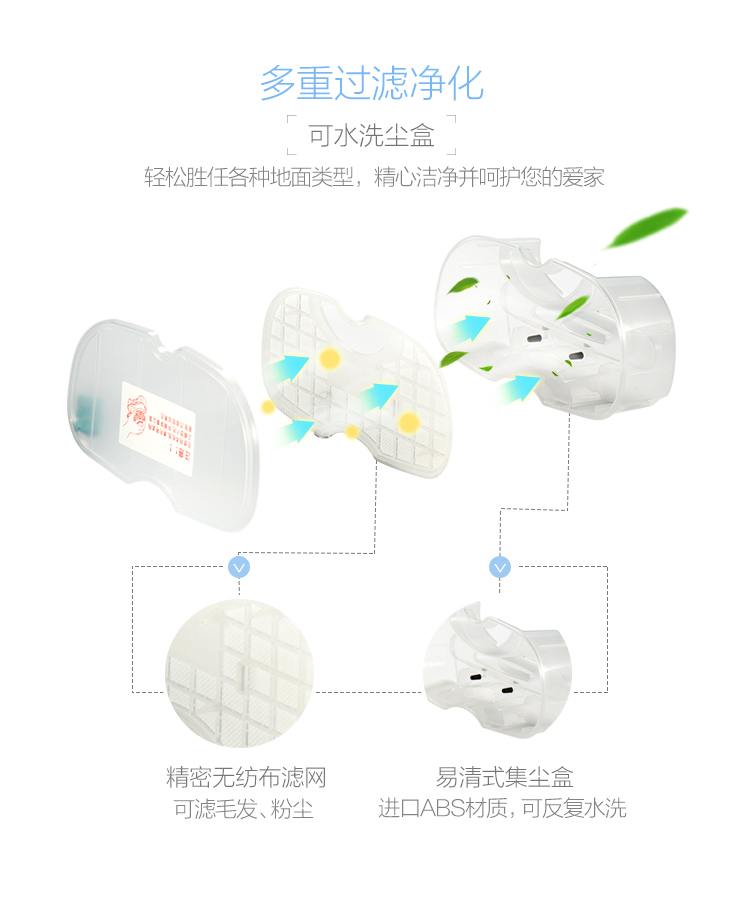 多重过滤净化
可水洗尘盒
轻松胜任各种地面类型，精心洁净并呵护您的爱家
精密无纺布滤网
可滤毛发、粉尘
易清式集尘盒
进口ABS材质，可反复水洗